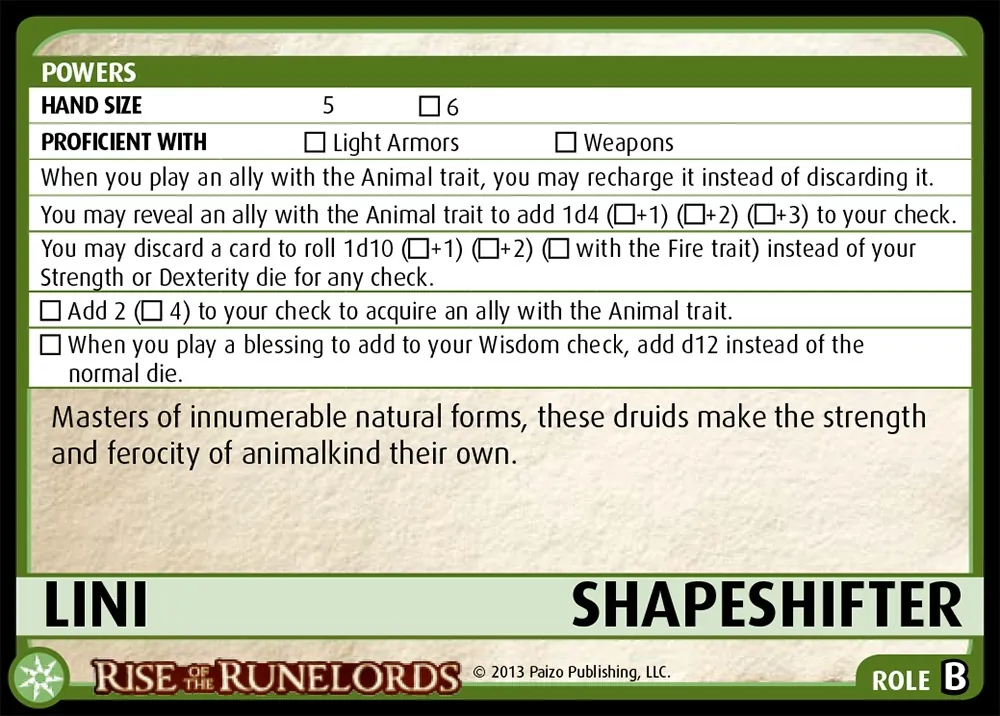 POWERS
HAND SIZE 5 ☐ 6
PROFICIENT WITH ☐ Light Armors ☐ Weapons
When you play an ally with the Animal trait, you may recharge it instead of discarding it.
You may reveal an ally with the Animal trait to add 1d4 (☐+1) (☐+2) (☐+3) to your check.
You may discard a card to roll 1d10 (☐+1) (☐+2) (☐ with the Fire trait) instead of your
Strength or Dexterity die for any check.
☐ Add 2 (☐ 4) to your check to acquire an ally with the Animal trait.
☐ When you play a blessing to add to your Wisdom check, add d12 instead of the
normal die.
Masters of innumerable natural forms, these druids make the strength
and ferocity of animalkind their own.
LINI SHAPESHIFTER
RISE OF THE RUNELORDS © 2013 Paizo Publishing, LLC. ROLE B